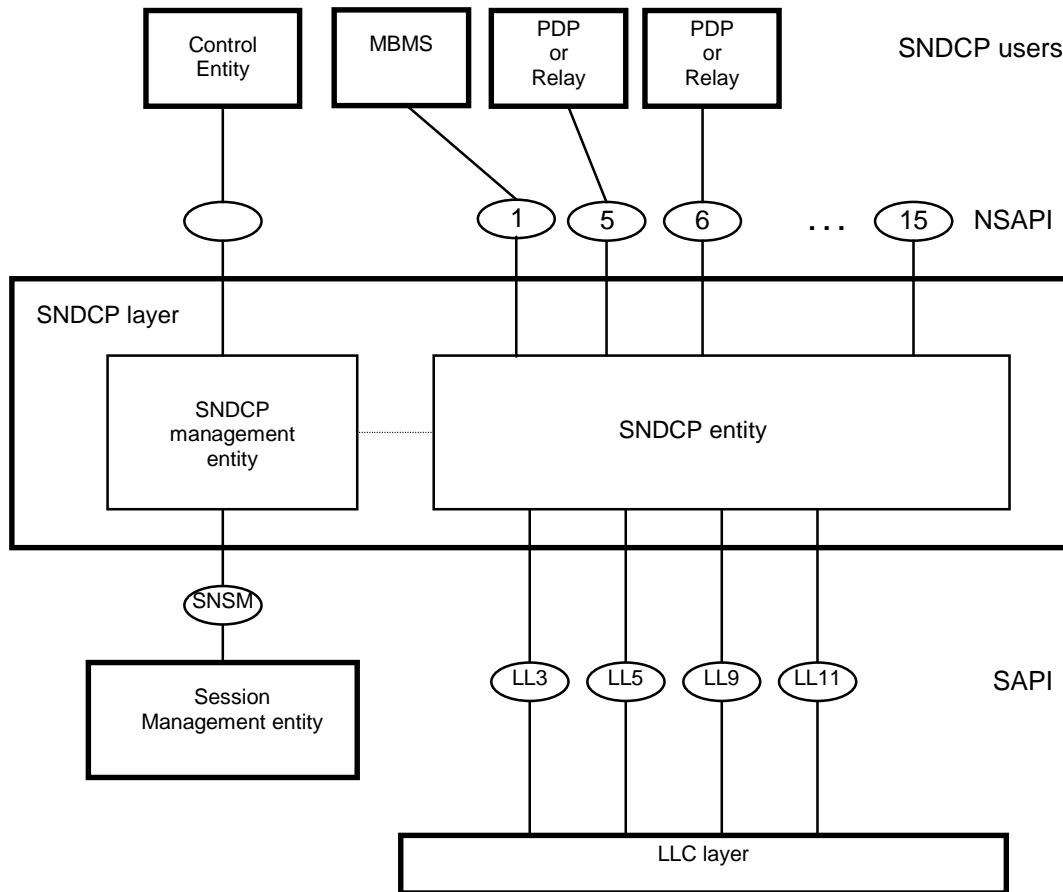 Control
Entity
MBMS
PDP
or
Relay
PDP
or
Relay
SNDCP users
1
5
6
. . .
15
NSAPI
SNDCP layer
SNDCP
management
entity
SNDCP entity
SNSM
LL3
LL5
LL9
LL11
SAPI
Session
Management entity
LLC layer